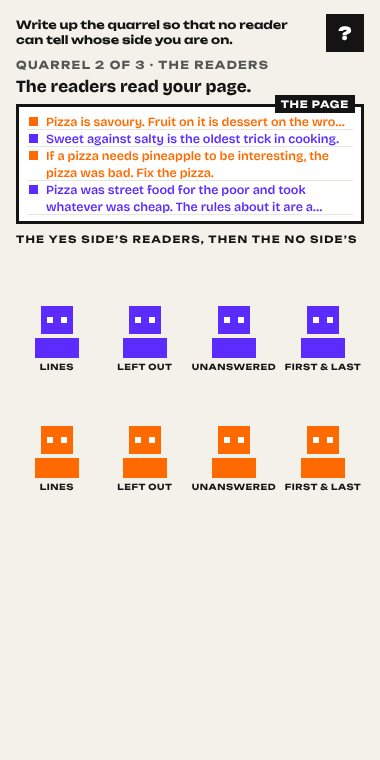 Write up the quarrel so that no reader
can tell whose side you are on.
?
QUARREL 2 OF 3 · THE READERS
The readers read your page.
THE PAGE
Pizza is savoury. Fruit on it is dessert on the wro...
Sweet against salty is the oldest trick in cooking.
If a pizza needs pineapple to be interesting, the
pizza was bad. Fix the pizza.
Pizza was street food for the poor and took
whatever was cheap. The rules about it are a...
THE YES SIDE'S READERS, THEN THE NO SIDE'S
LINES LEFT OUT UNANSWERED FIRST & LAST
LINES LEFT OUT UNANSWERED FIRST & LAST